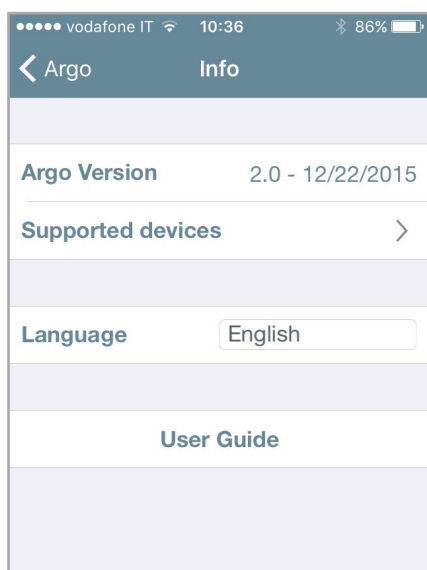 vodafone IT 10:36 86%
Argo Info
Argo Version 2.0 - 12/22/2015
Supported devices
Language English
User Guide